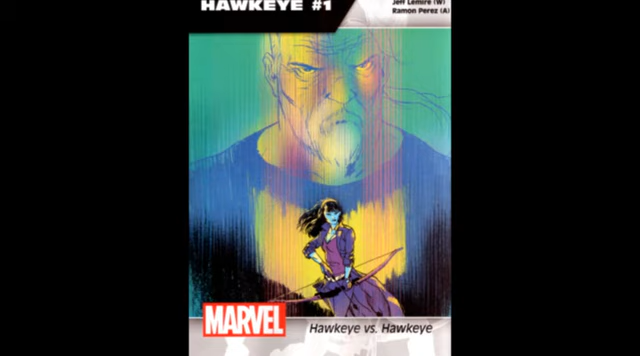 HAWKEYE #1
Jeff Lemire (W)
Ramon Perez (A)
MARVEL
Hawkeye vs. Hawkeye